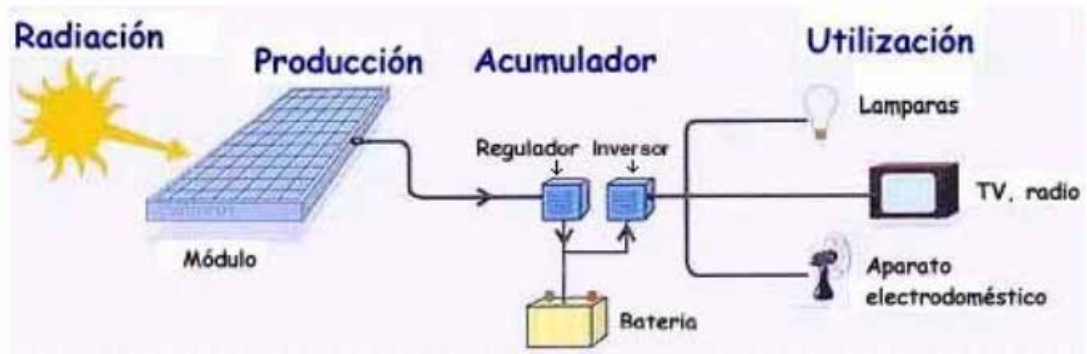 Radiación
Producción
Acumulador
Utilización
Lamparas
Regulador
Inversor
TV, radio
Módulo
Aparato
electrodoméstico
Bateria